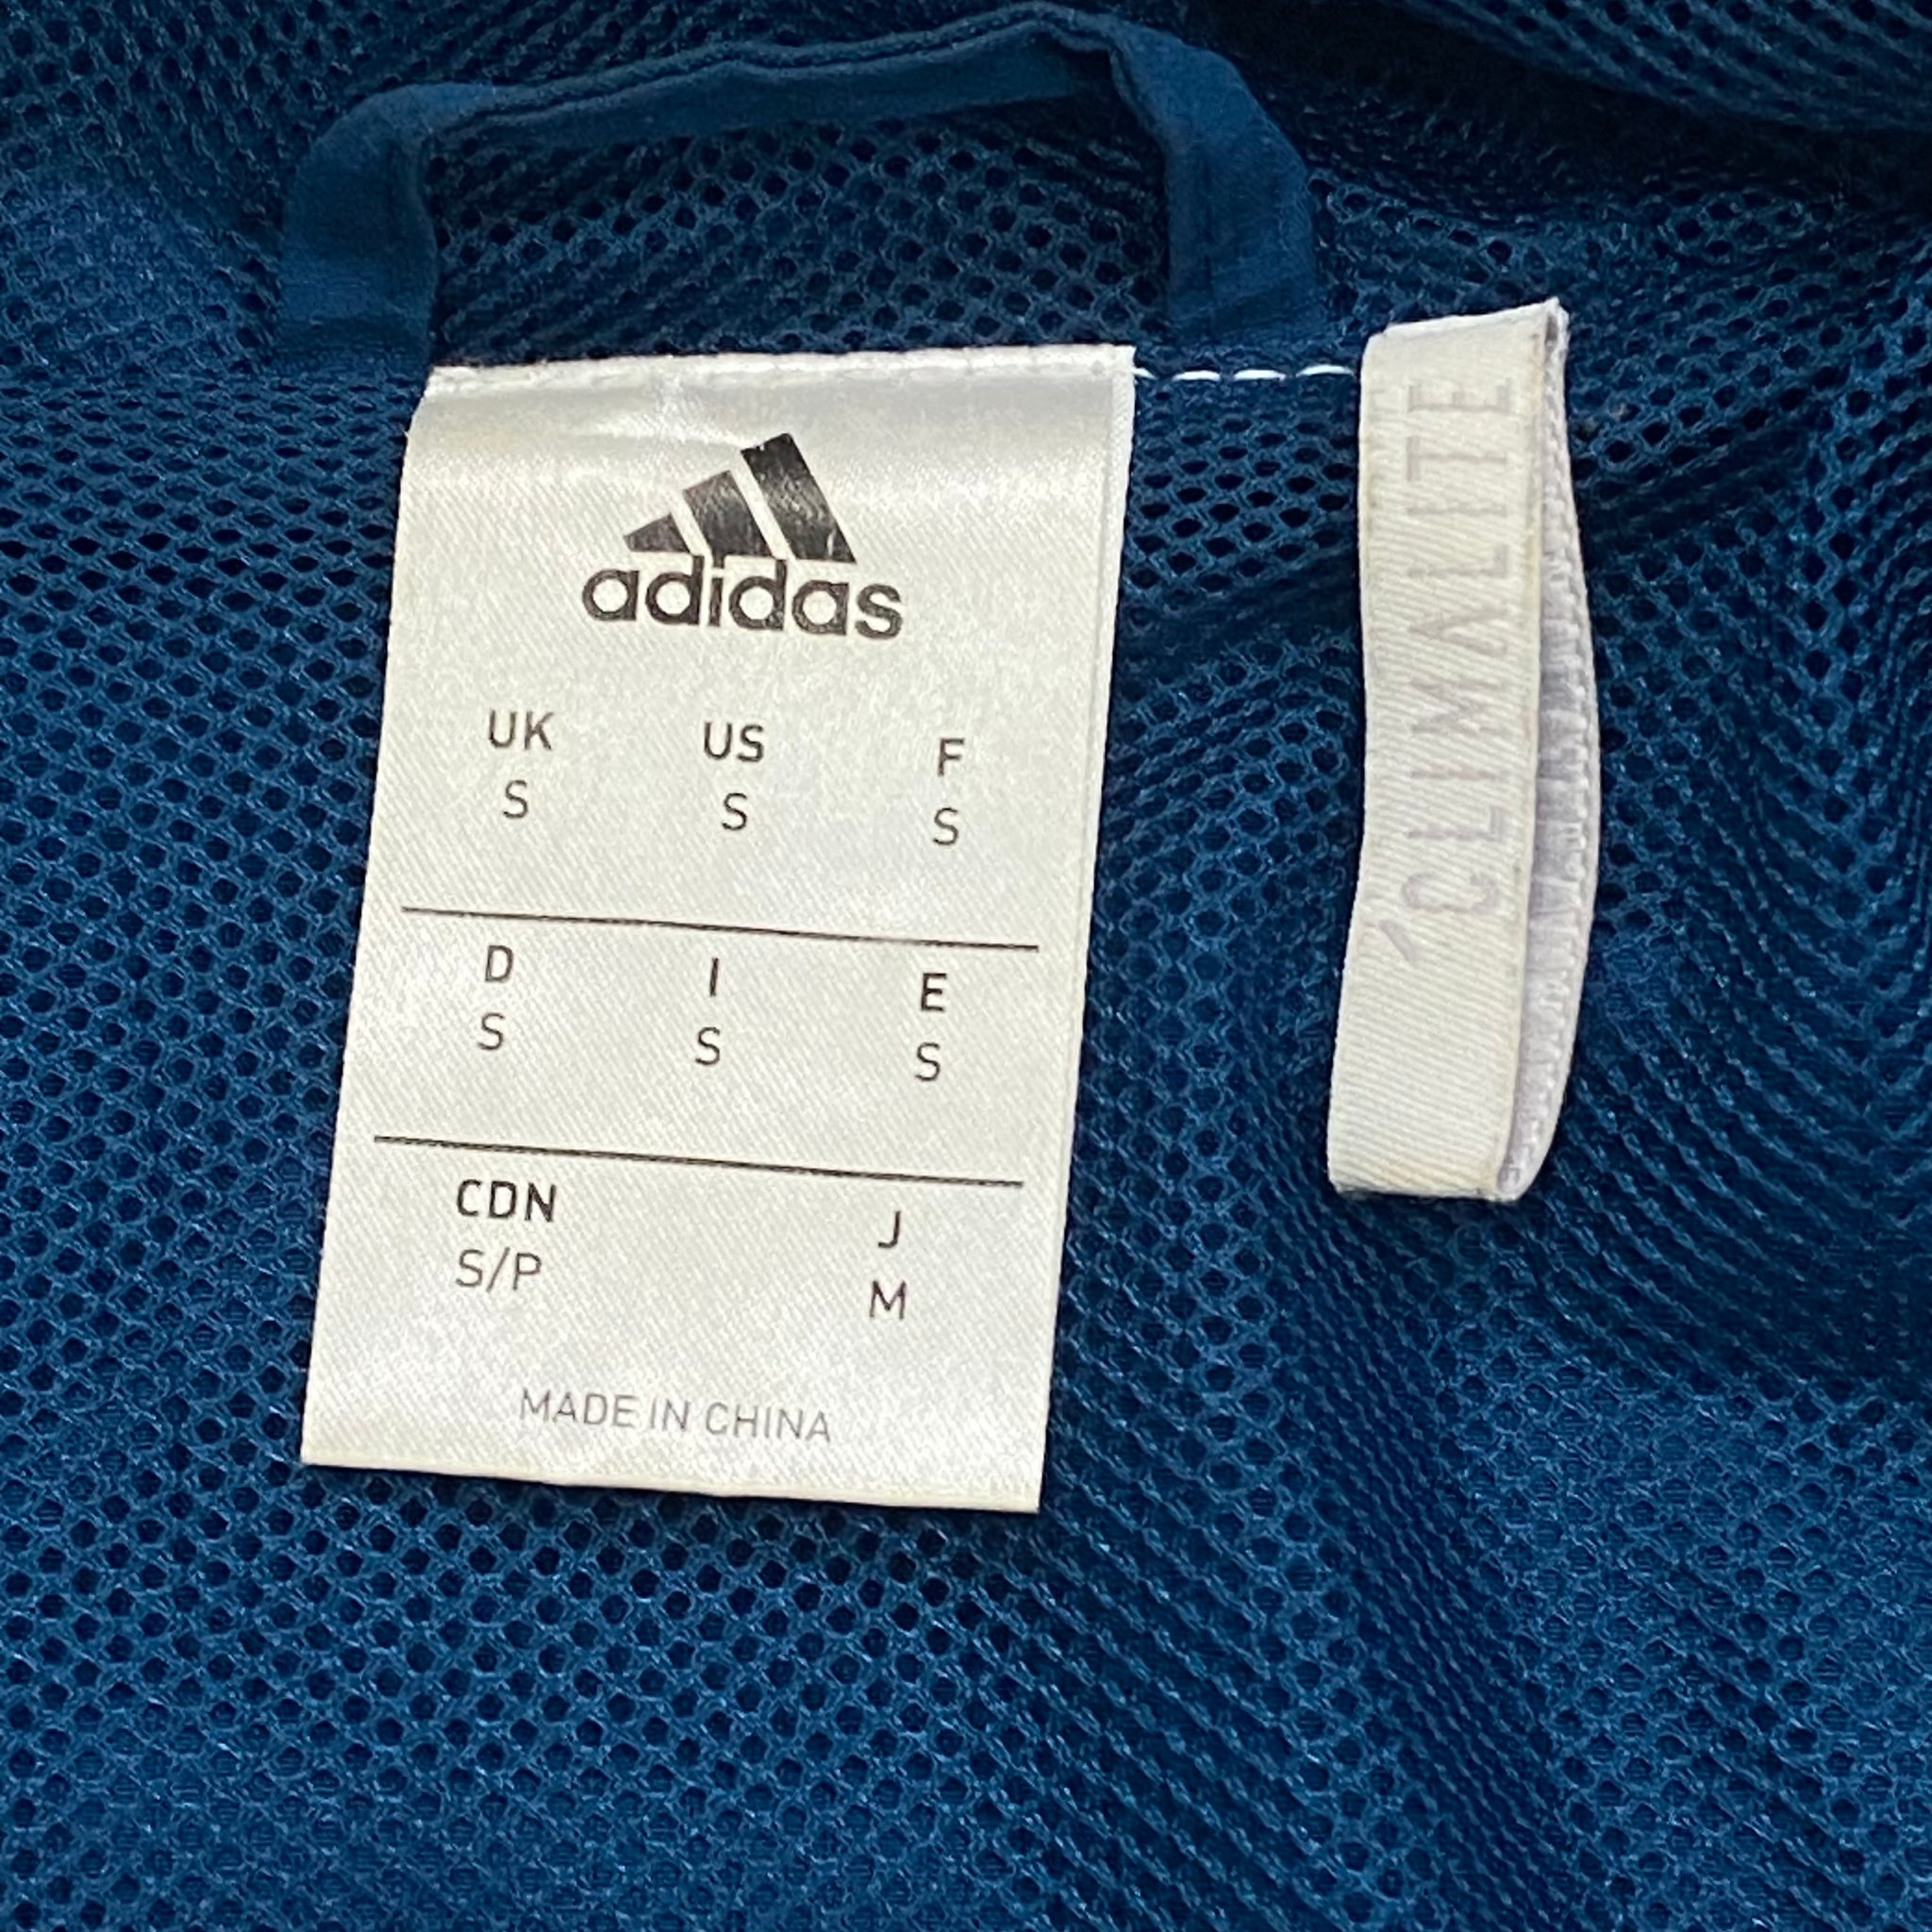 adidas
UK US F
S S S
D I E
S S S
CDN J
S/P M
MADE IN CHINA
CLIMALITE